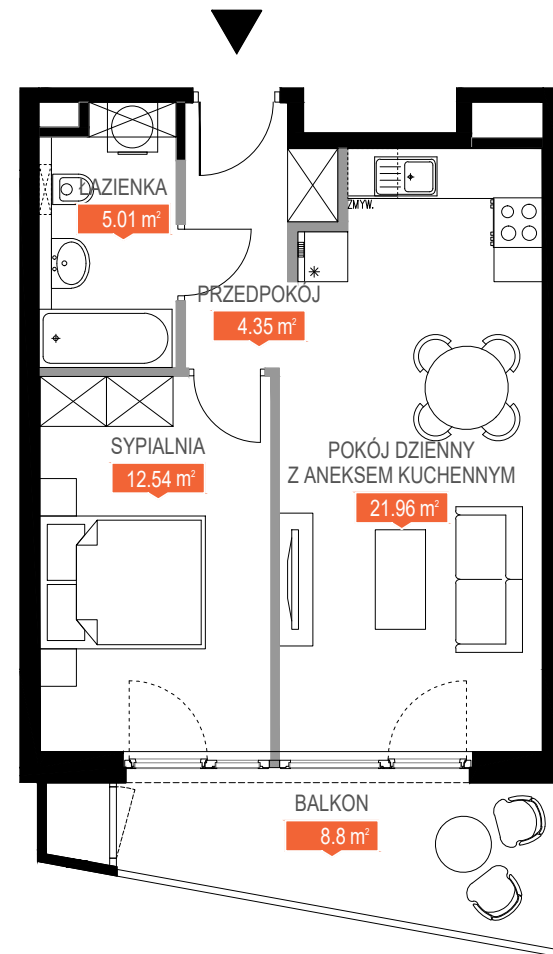 ZMYW.
ŁAZIENKA
5.01 m²
PRZEDPOKÓJ
4.35 m²
SYPIALNIA
12.54 m²
POKÓJ DZIENNY
Z ANEKSEM KUCHENNYM
21.96 m²
BALKON
8.8 m²